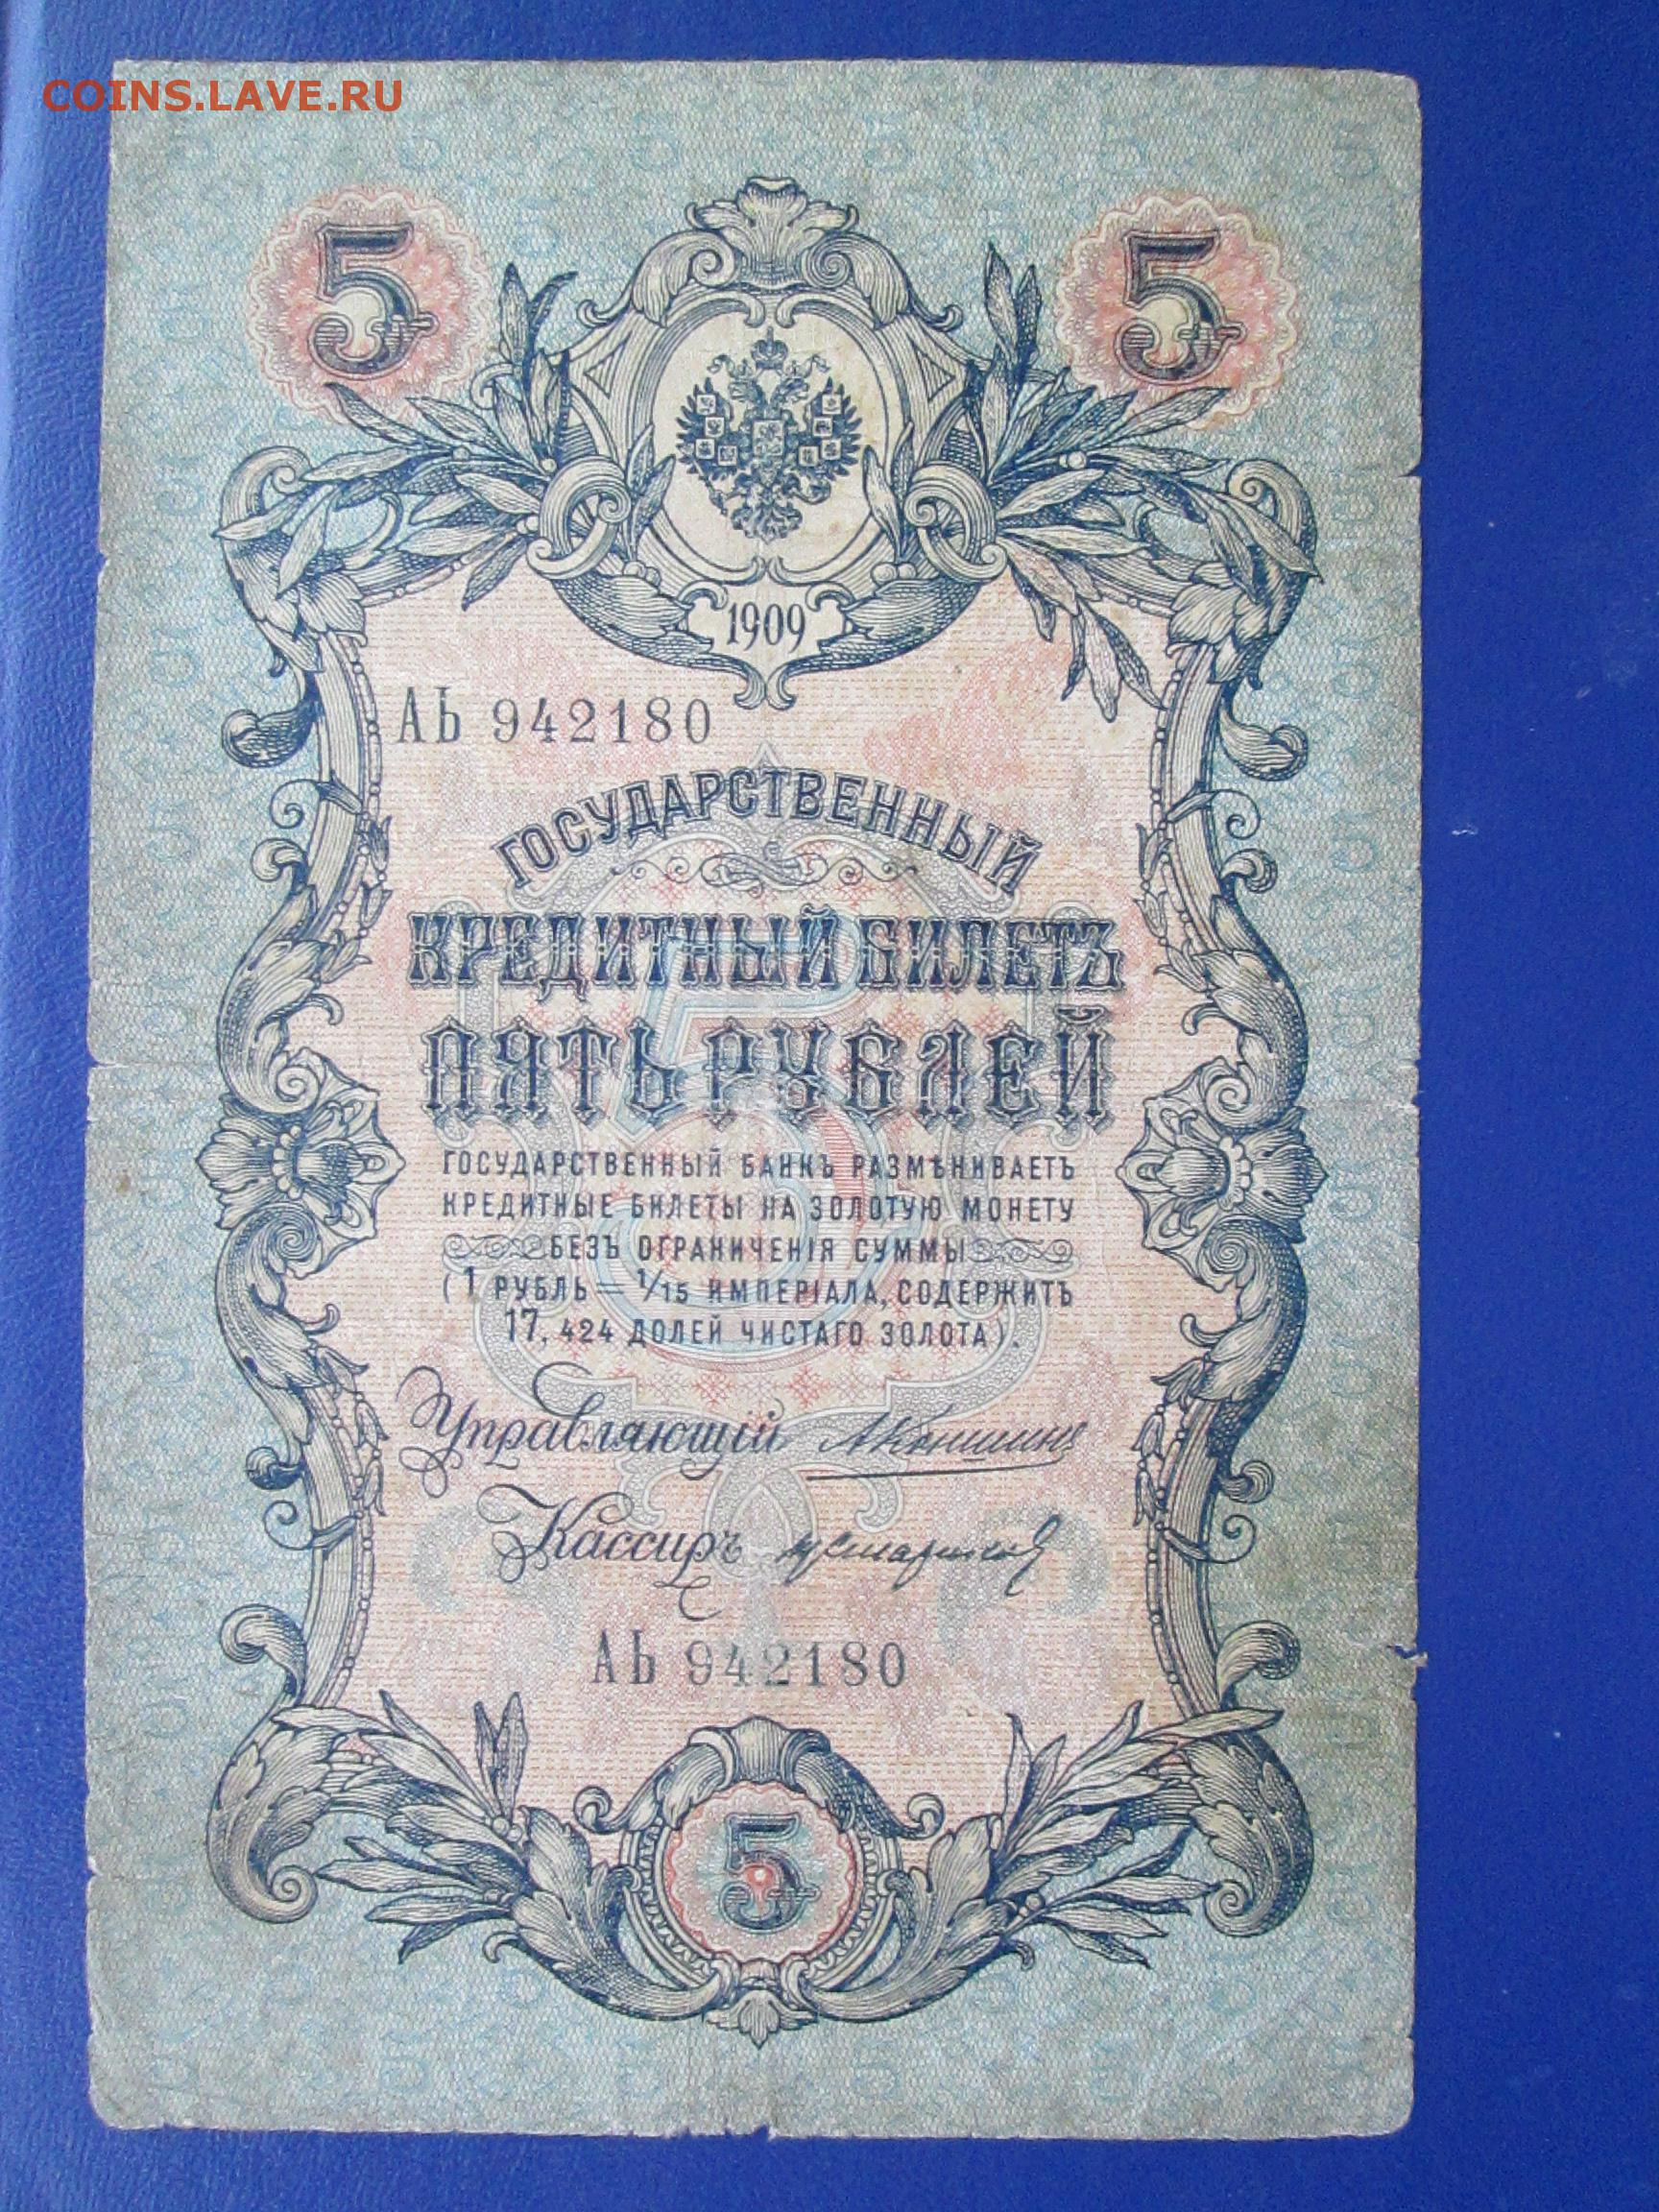 COINS.LAVE.RU
5 5
1909
АЬ 942180
ГОСУДАРСТВЕННЫЙ
КРЕДИТНЫЙ БИЛЕТЪ
ПЯТЬ РУБЛЕЙ
ГОСУДАРСТВЕННЫЙ БАНКЪ РАЗМѢНИВАЕТЪ
КРЕДИТНЫЕ БИЛЕТЫ НА ЗОЛОТУЮ МОНЕТУ
БЕЗЪ ОГРАНИЧЕНІЯ СУММЫ
(1 РУБЛЬ = 1/15 ИМПЕРІАЛА, СОДЕРЖИТЪ
17,424 ДОЛЕЙ ЧИСТАГО ЗОЛОТА).
Управляющій АКоншинъ
Кассиръ
АЬ 942180
5